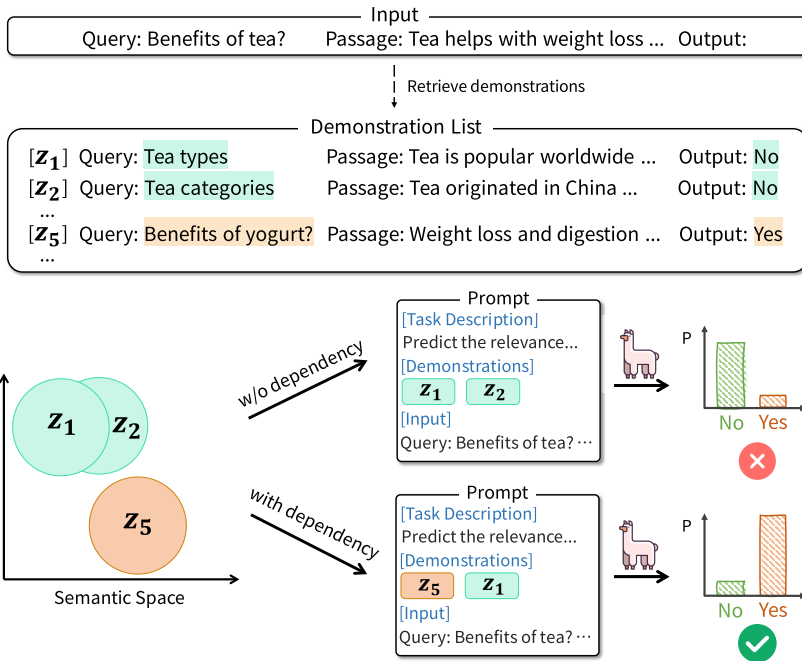 Input
Query: Benefits of tea? Passage: Tea helps with weight loss ... Output:
Retrieve demonstrations
Demonstration List
[z1] Query: Tea types Passage: Tea is popular worldwide ... Output: No
[z2] Query: Tea categories Passage: Tea originated in China ... Output: No
...
[z5] Query: Benefits of yogurt? Passage: Weight loss and digestion ... Output: Yes
...
z1
z2
z5
Semantic Space
w/o dependency
with dependency
Prompt
[Task Description]
Predict the relevance...
[Demonstrations]
z1 z2
[Input]
Query: Benefits of tea? ...
P
No Yes
Prompt
[Task Description]
Predict the relevance...
[Demonstrations]
z5 z1
[Input]
Query: Benefits of tea? ...
P
No Yes